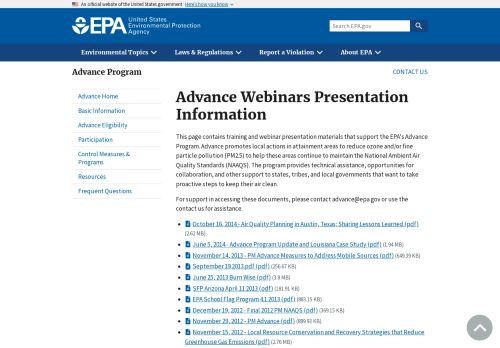 An official website of the United States government Here's how you know
EPA
United States
Environmental Protection
Agency
Search EPA.gov
Environmental Topics
Laws & Regulations
Report a Violation
About EPA
Advance Program
CONTACT US
Advance Home
Basic Information
Advance Eligibility
Participation
Control Measures &
Programs
Resources
Frequent Questions
Advance Webinars Presentation
Information
This page contains training and webinar presentation materials that support the EPA's Advance
Program. Advance promotes local actions in attainment areas to reduce ozone and/or fine
particle pollution (PM2.5) to help these areas continue to maintain the National Ambient Air
Quality Standards (NAAQS). The program provides technical assistance, opportunities for
collaboration, and other support to states, tribes, and local governments that want to take
proactive steps to keep their air clean.
For support in accessing these documents, please contact advance@epa.gov or use the
contact us for assistance.
October 16, 2014 - Air Quality Planning in Austin, Texas; Sharing Lessons Learned (pdf)
(2.62 MB)
June 5, 2014 - Advance Program Update and Louisiana Case Study (pdf) (1.94 MB)
November 14, 2013 - PM Advance Measures to Address Mobile Sources (pdf) (649.39 KB)
September 19 2013.pdf (pdf) (256.67 KB)
June 25, 2013 Burn Wise (pdf) (3.9 MB)
SFP Arizona April 11 2013 (pdf) (181.91 KB)
EPA School Flag Program 4.1.2013 (pdf) (863.15 KB)
December 19, 2012 - Final 2012 PM NAAQS (pdf) (369.15 KB)
November 29, 2012 - PM Advance (pdf) (889.93 KB)
November 15, 2012 - Local Resource Conservation and Recovery Strategies that Reduce
Greenhouse Gas Emissions (pdf) (2.76 MB)